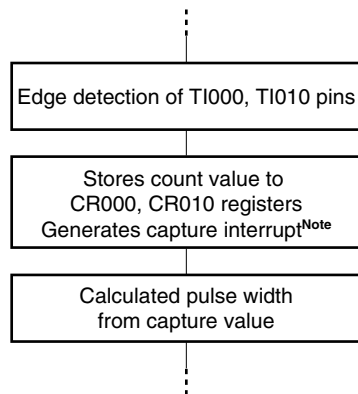 Edge detection of TI000, TI010 pins
Stores count value to
CR000, CR010 registers
Generates capture interruptNote
Calculated pulse width
from capture value